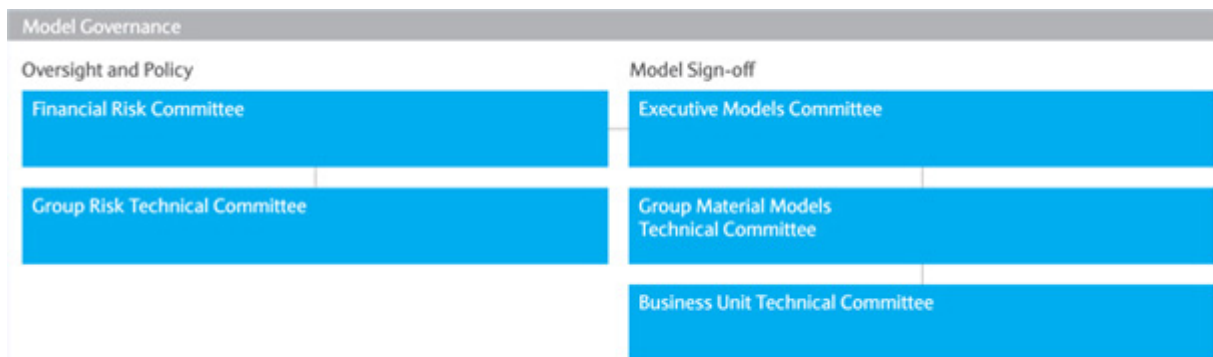 Model Governance
Oversight and Policy
Financial Risk Committee
Group Risk Technical Committee
Model Sign-off
Executive Models Committee
Group Material Models
Technical Committee
Business Unit Technical Committee